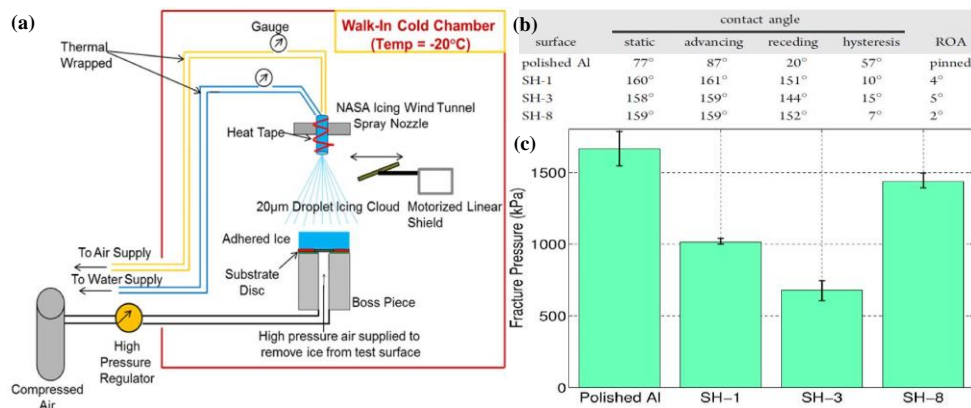 (a)
Walk-In Cold Chamber
(Temp = -20°C)
Gauge
Thermal
Wrapped
NASA Icing Wind Tunnel
Spray Nozzle
Heat Tape
20μm Droplet Icing Cloud
Motorized Linear
Shield
Adhered Ice
To Air Supply
Substrate
Disc
To Water Supply
Boss Piece
High pressure air supplied to
remove ice from test surface
High
Pressure
Regulator
Compressed
Air
(b)
contact angle
surface static advancing receding hysteresis ROA
polished Al 77° 87° 20° 57° pinned
SH-1 160° 161° 151° 10° 4°
SH-3 158° 159° 144° 15° 5°
SH-8 159° 159° 152° 7° 2°
(c)
Fracture Pressure (kPa)
1500
1000
500
0
Polished Al SH-1 SH-3 SH-8